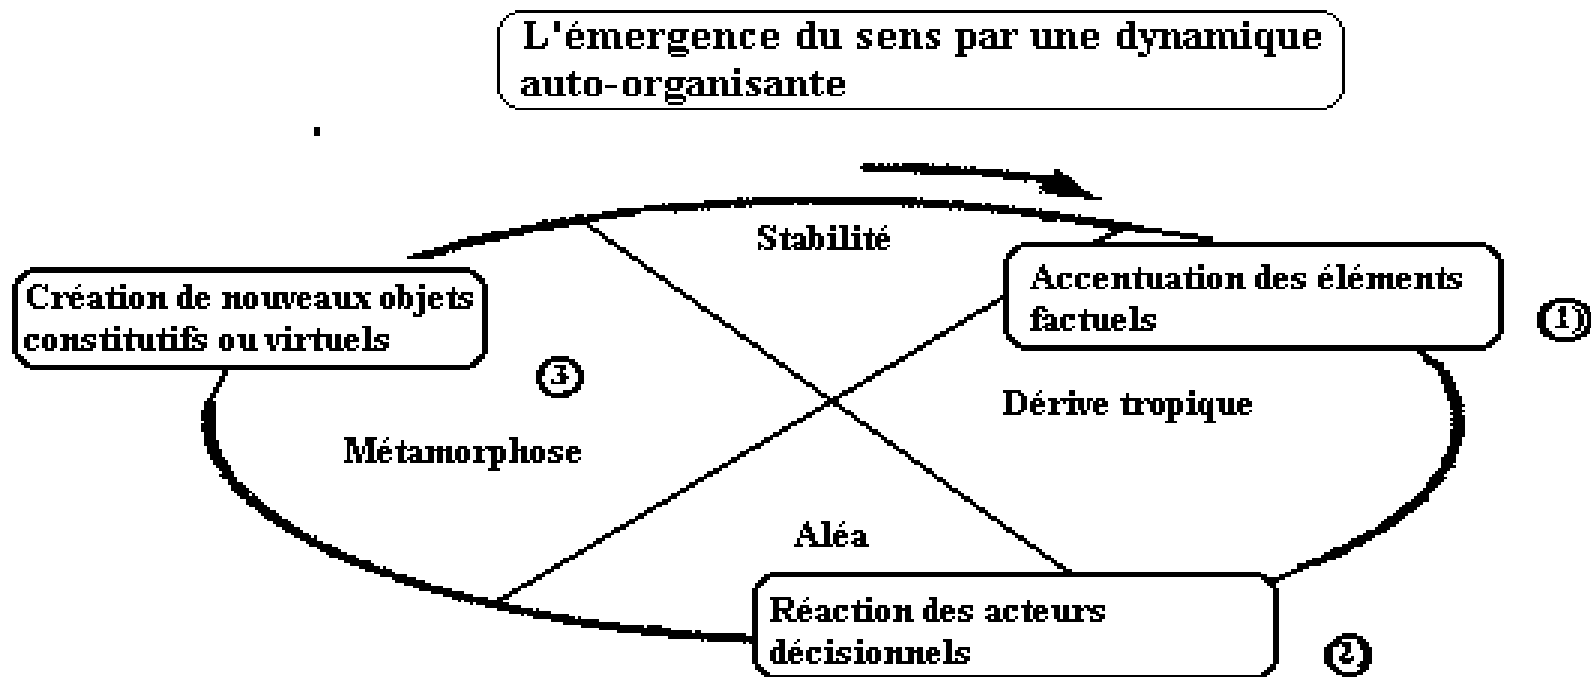 L'émergence du sens par une dynamique
auto-organisante
Stabilité
Création de nouveaux objets
constitutifs ou virtuels
Accentuation des éléments
factuels
1
3
Dérive tropique
Métamorphose
Aléa
Réaction des acteurs
décisionnels
2